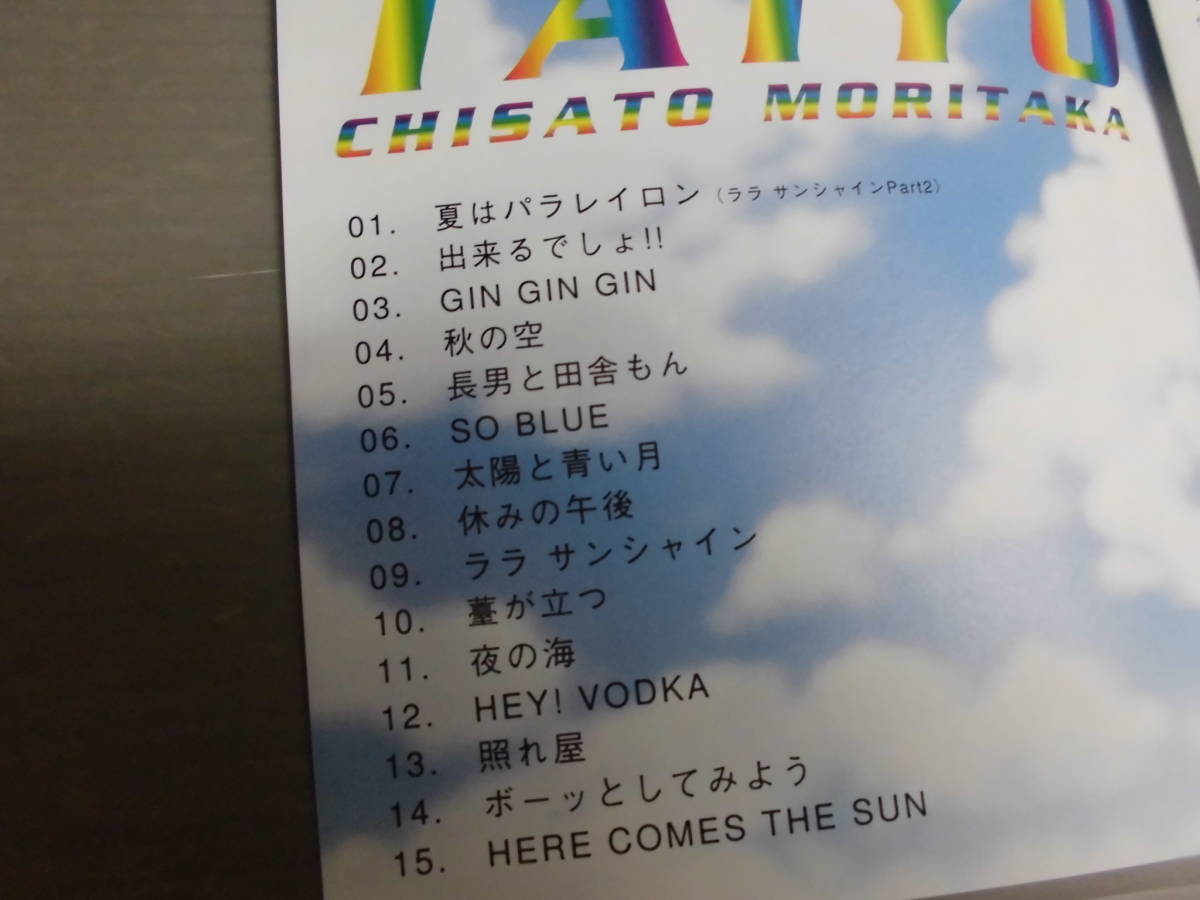 TAIYO
CHISATO MORITAKA
01. 夏はパラレイロン (ララ サンシャインPart2)
02. 出来るでしょ!!
03. GIN GIN GIN
04. 秋の空
05. 長男と田舎もん
06. SO BLUE
07. 太陽と青い月
08. 休みの午後
09. ララ サンシャイン
10. 薹が立つ
11. 夜の海
12. HEY! VODKA
13. 照れ屋
14. ボーッとしてみよう
15. HERE COMES THE SUN